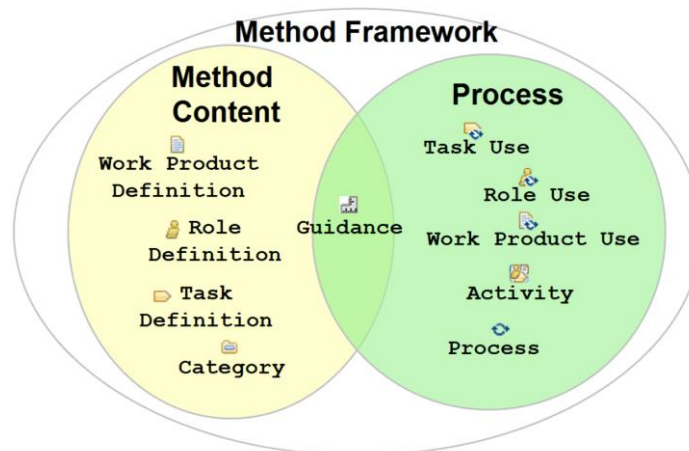 Method Framework
Method
Content
Work Product
Definition
Role
Definition
Task
Definition
Category
Guidance
Process
Task Use
Role Use
Work Product Use
Activity
Process